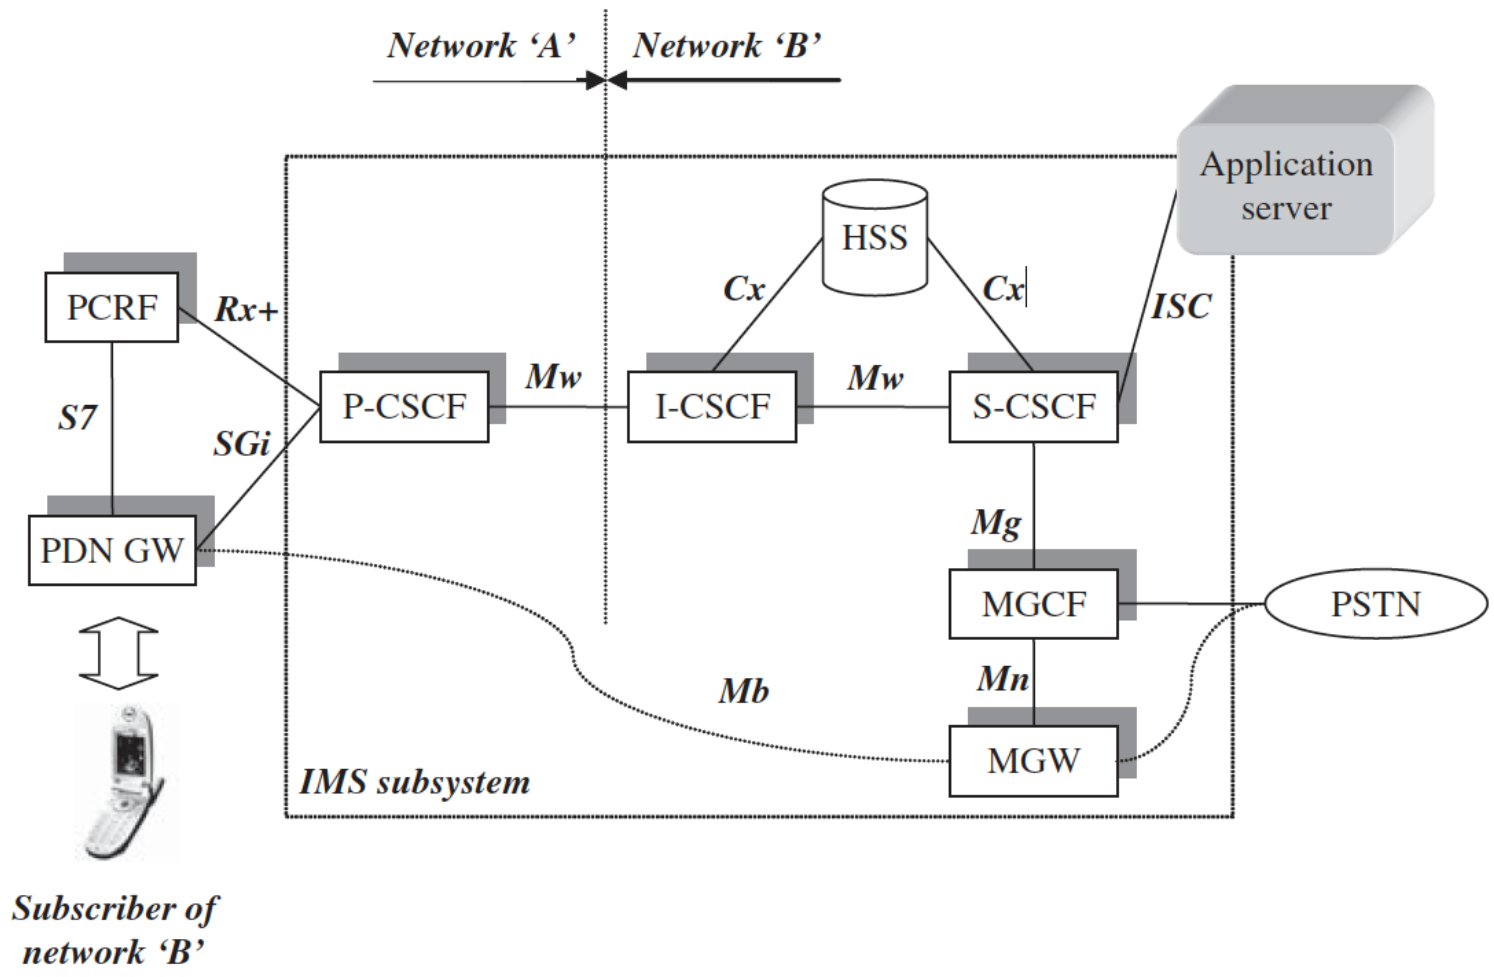 Network ‘A’
Network ‘B’
Application
server
HSS
PCRF
Rx+
Cx
Cx
ISC
P-CSCF
Mw
I-CSCF
Mw
S-CSCF
S7
SGi
PDN GW
Mg
MGCF
PSTN
Mb
Mn
MGW
IMS subsystem
Subscriber of
network ‘B’